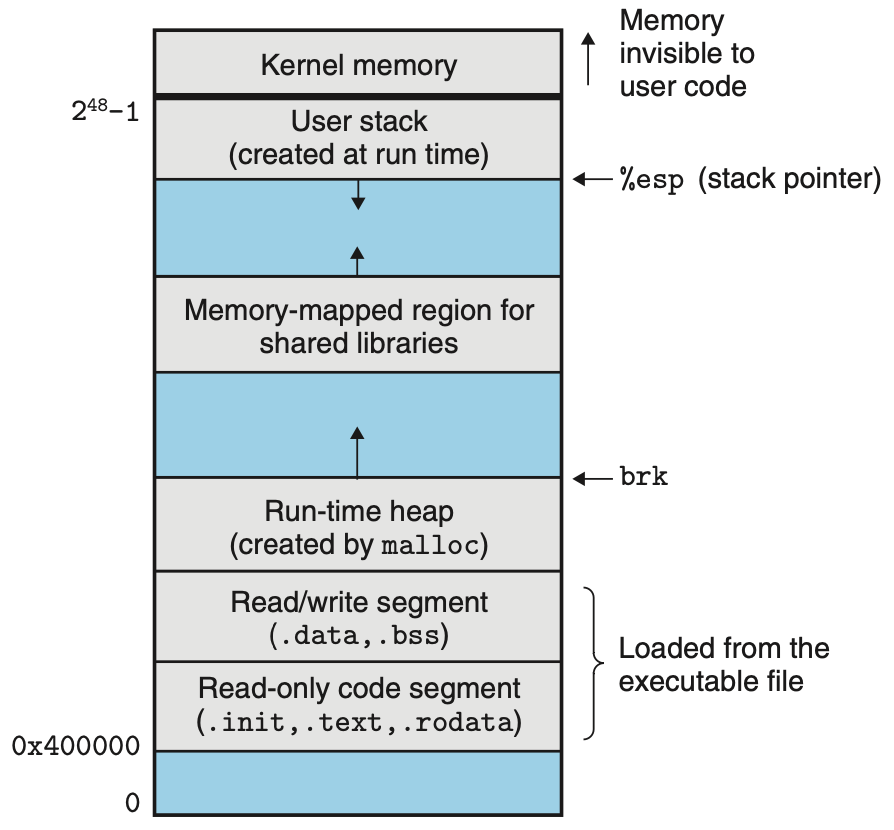 Kernel memory
Memory
invisible to
user code
2⁴⁸–1
User stack
(created at run time)
%esp (stack pointer)
Memory-mapped region for
shared libraries
brk
Run-time heap
(created by malloc)
Read/write segment
(.data,.bss)
Loaded from the
executable file
Read-only code segment
(.init,.text,.rodata)
0x400000
0